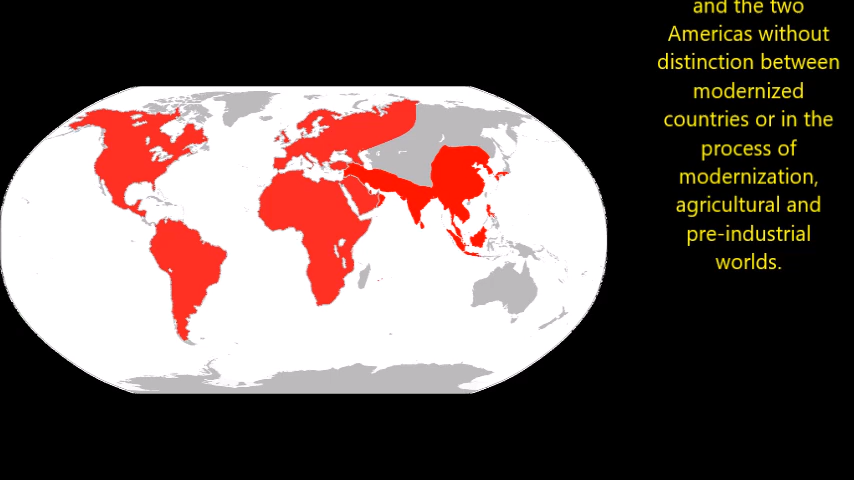 and the two
Americas without
distinction between
modernized
countries or in the
process of
modernization,
agricultural and
pre-industrial
worlds.